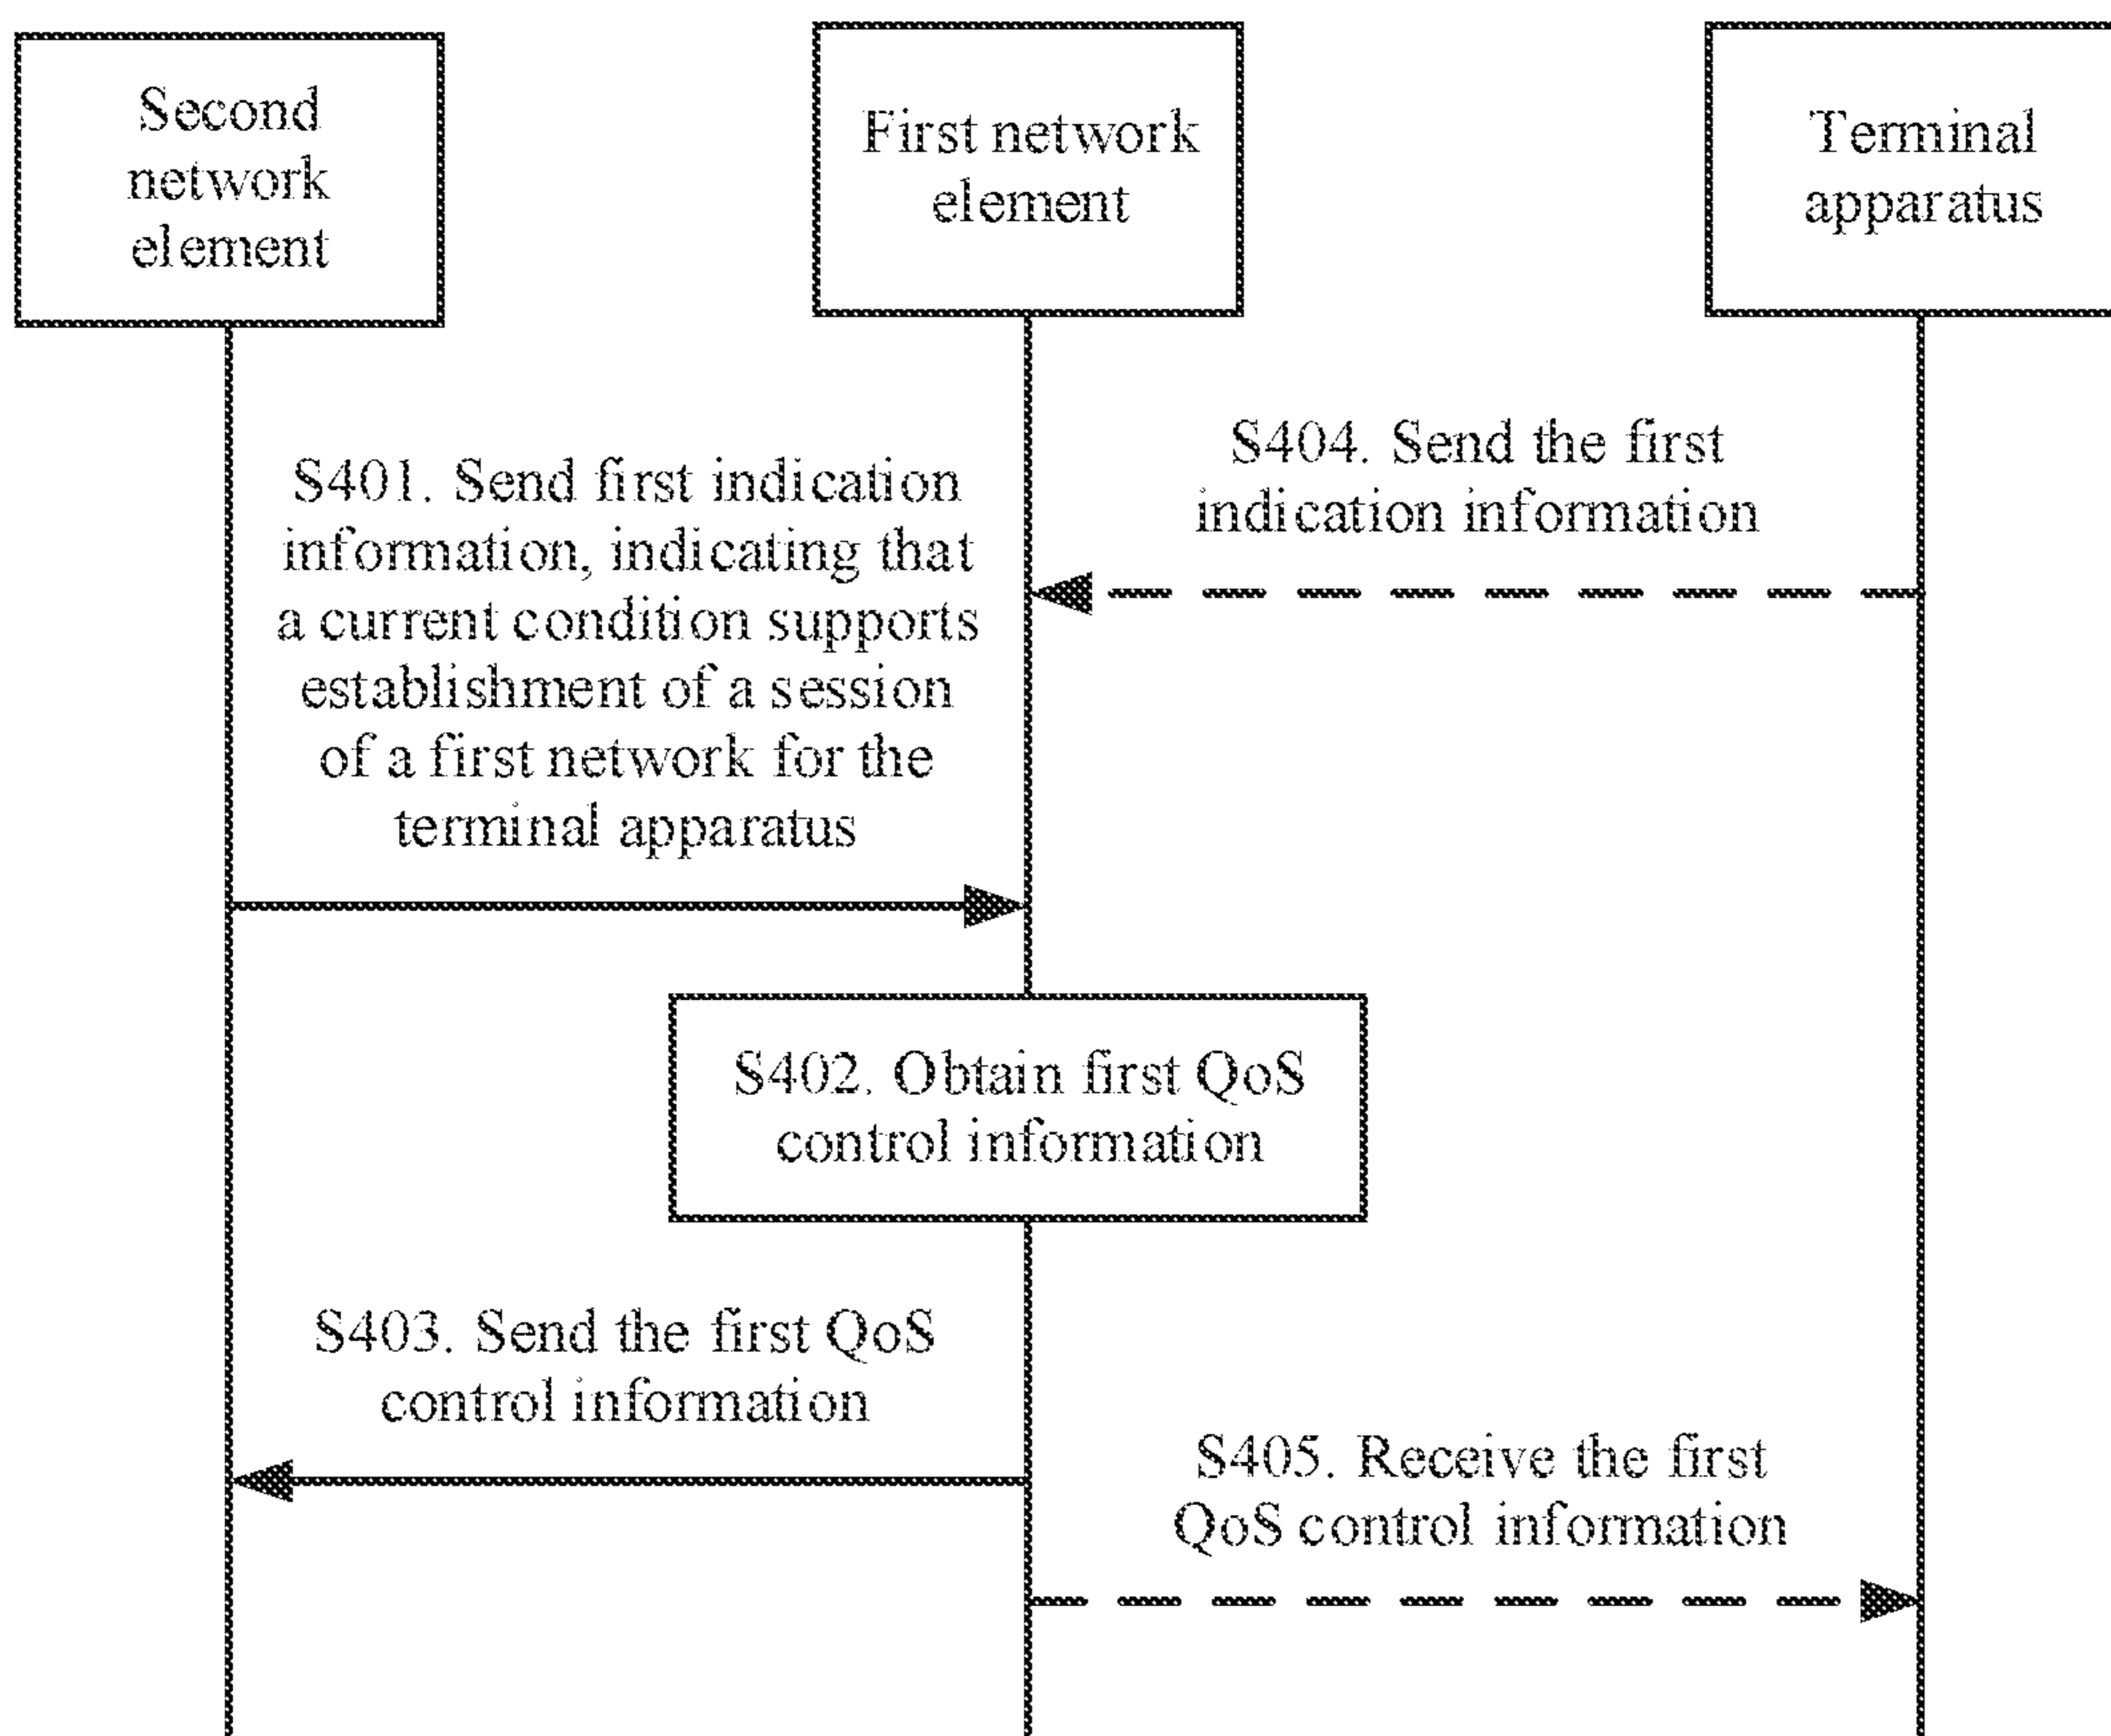 Second
network
element
First network
element
Terminal
apparatus
S404. Send the first
indication information
S401. Send first indication
information, indicating that
a current condition supports
establishment of a session
of a first network for the
terminal apparatus
S402. Obtain first QoS
control information
S403. Send the first QoS
control information
S405. Receive the first
QoS control information